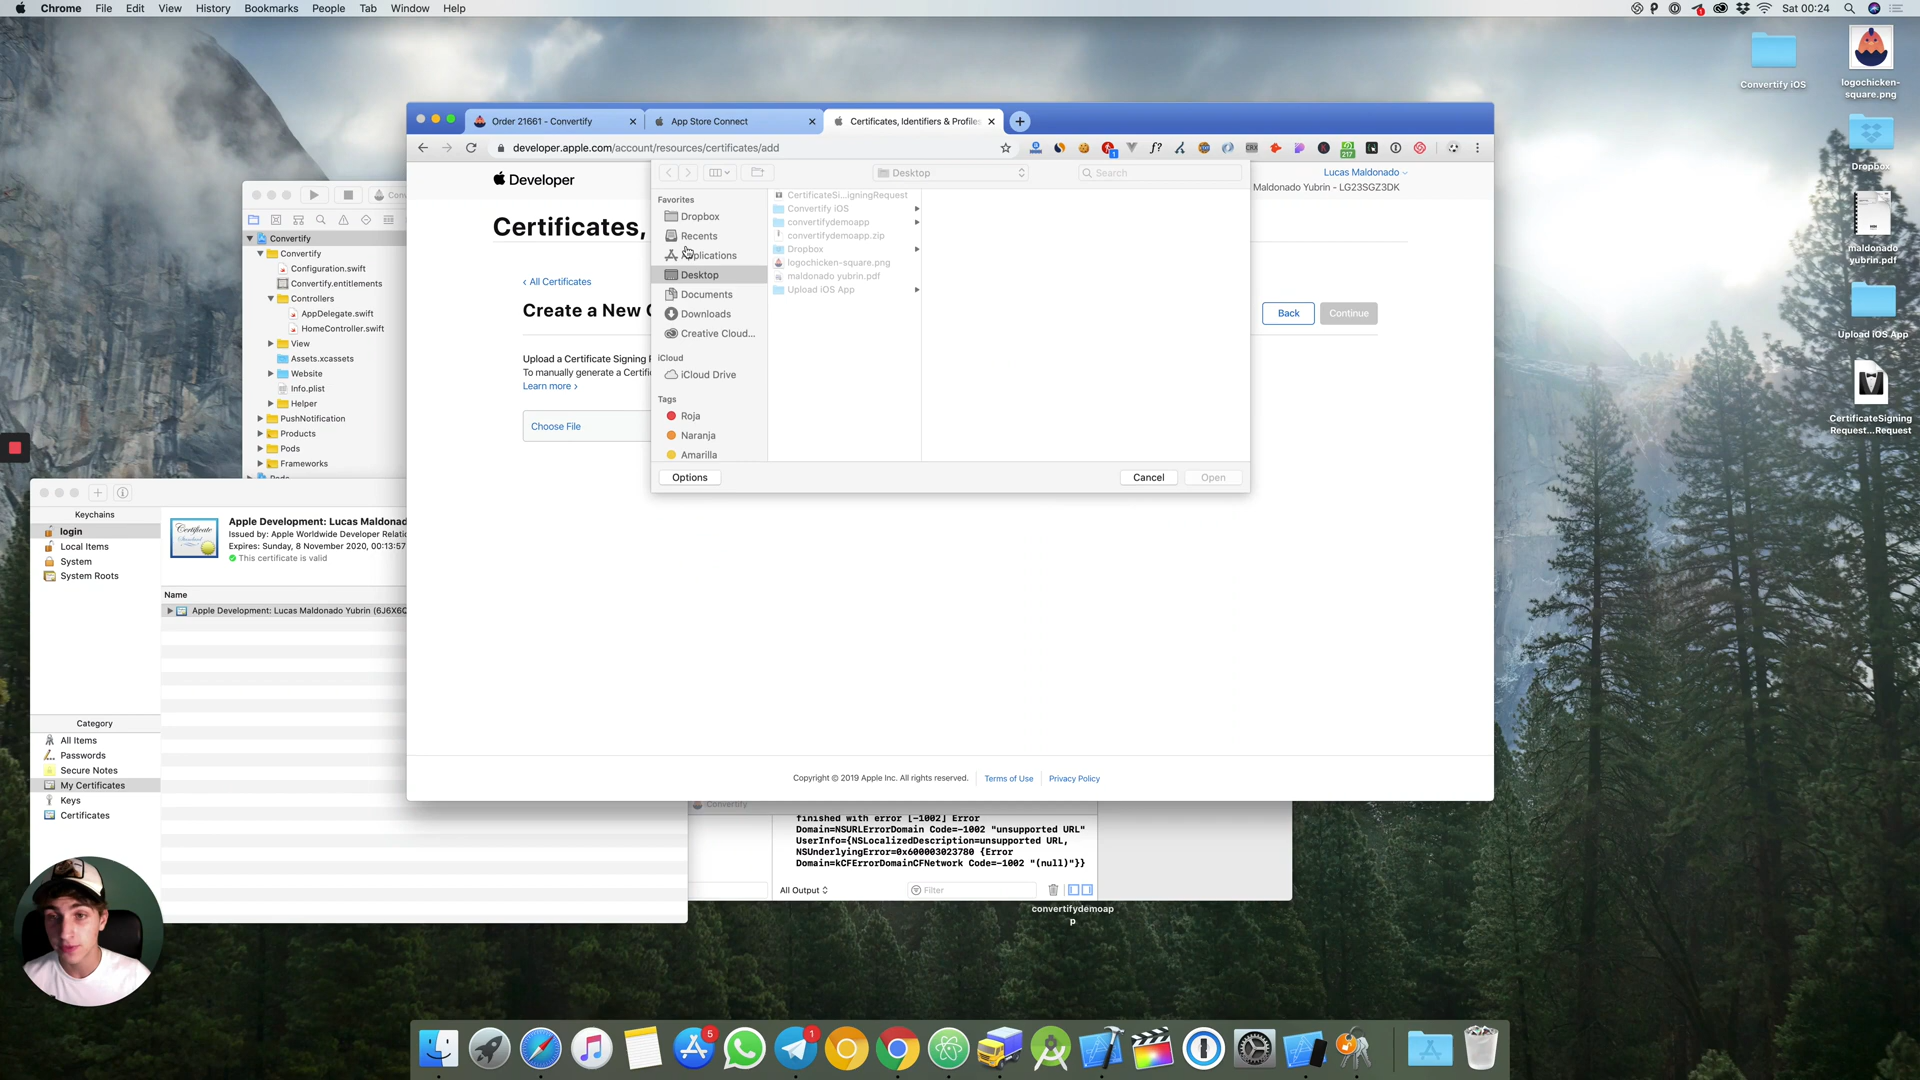 Chrome File Edit View History Bookmarks People Tab Window Help
Sat 00:24
Convertify iOS
logochicken-
square.png
Dropbox
maldonado
yubrin.pdf
Upload iOS App
CertificateSigning
Request...Request
Order 21661 - Convertify
App Store Connect
Certificates, Identifiers & Profile
developer.apple.com/account/resources/certificates/add
Developer
Lucas Maldonado
Maldonado Yubrin - LG23SGZ3DK
Certificates,
‹ All Certificates
Create a New
Back
Continue
Upload a Certificate Signing
To manually generate a Certifi
Learn more ›
Choose File
Desktop
Search
Favorites
Dropbox
Recents
Applications
Desktop
Documents
Downloads
Creative Cloud...
iCloud
iCloud Drive
Tags
Roja
Naranja
Amarilla
CertificateSi...igningRequest
Convertify iOS
convertifydemoapp
convertifydemoapp.zip
Dropbox
logochicken-square.png
maldonado yubrin.pdf
Upload iOS App
Options
Cancel
Open
Copyright © 2019 Apple Inc. All rights reserved.
Terms of Use
Privacy Policy
Convertify
Convertify
Configuration.swift
Convertify.entitlements
Controllers
AppDelegate.swift
HomeController.swift
View
Assets.xcassets
Website
Info.plist
Helper
PushNotification
Products
Pods
Frameworks
Keychains
login
Local Items
System
System Roots
Certificate
Apple Development: Lucas Maldonad
Issued by: Apple Worldwide Developer Relati
Expires: Sunday, 8 November 2020, 00:13:57
This certificate is valid
Name
Apple Development: Lucas Maldonado Yubrin (6J6X6Q
Category
All Items
Passwords
Secure Notes
My Certificates
Keys
Certificates
Convertify
finished with error [-1002] Error
Domain=NSURLErrorDomain Code=-1002 "unsupported URL"
UserInfo={NSLocalizedDescription=unsupported URL,
NSUnderlyingError=0x600003023780 {Error
Domain=kCFErrorDomainCFNetwork Code=-1002 "(null)"}}
All Output
Filter
convertifydemoap
p